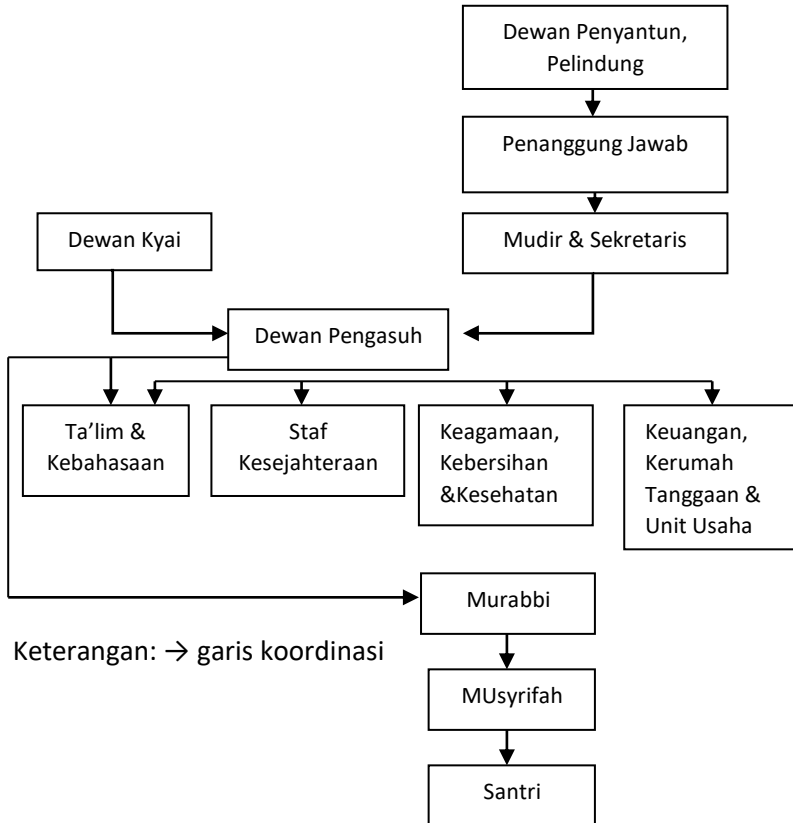 Dewan Penyantun,
Pelindung
Penanggung Jawab
Dewan Kyai
Mudir & Sekretaris
Dewan Pengasuh
Ta’lim &
Kebahasaan
Staf
Kesejahteraan
Keagamaan,
Kebersihan
&Kesehatan
Keuangan,
Kerumah
Tanggaan &
Unit Usaha
Murabbi
Keterangan: → garis koordinasi
MUsyrifah
Santri